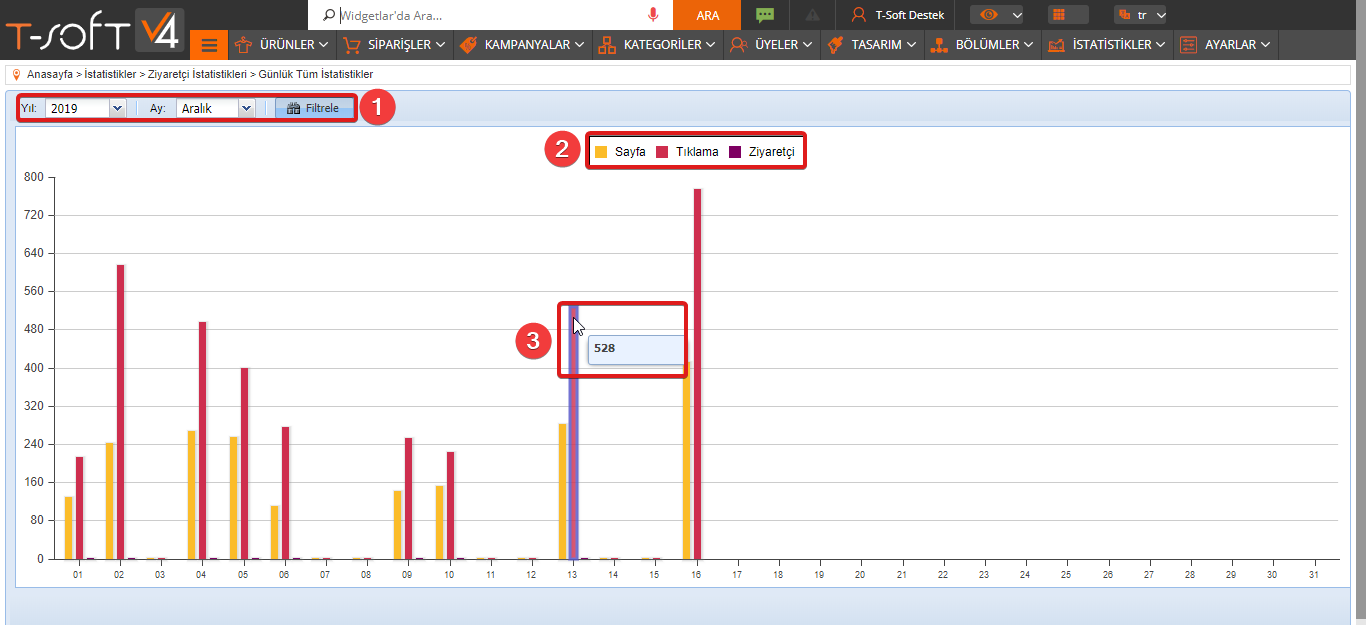 T-SOFT V4
Widgetlar'da Ara...
ARA
T-Soft Destek
tr
ÜRÜNLER
SİPARİŞLER
KAMPANYALAR
KATEGORİLER
ÜYELER
TASARIM
BÖLÜMLER
İSTATİSTİKLER
AYARLAR
Anasayfa > İstatistikler > Ziyaretçi İstatistikleri > Günlük Tüm İstatistikler
Yıl: 2019 Ay: Aralık Filtrele 1
2 Sayfa Tıklama Ziyaretçi
800
720
640
560
480
400
320
240
160
80
0
3 528
01 02 03 04 05 06 07 08 09 10 11 12 13 14 15 16 17 18 19 20 21 22 23 24 25 26 27 28 29 30 31